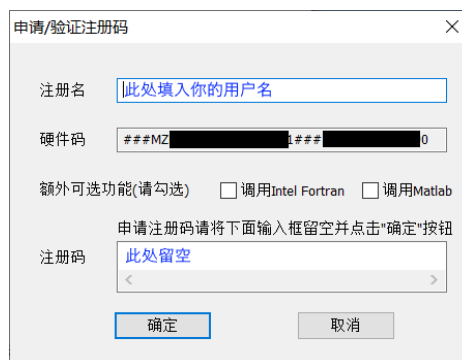 申请/验证注册码
注册名 此处填入你的用户名
硬件码 ###MZ 1### 0
额外可选功能(请勾选) 调用Intel Fortran 调用Matlab
申请注册码请将下面输入框留空并点击"确定"按钮
注册码 此处留空
确定 取消